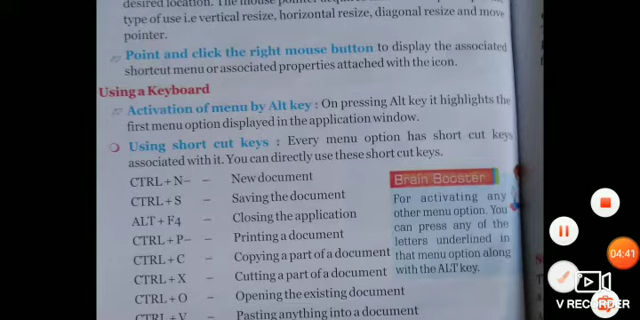 desired location. The mouse pointer
type of use i.e vertical resize, horizontal resize, diagonal resize and move
pointer.
Point and click the right mouse button to display the associated
shortcut menu or associated properties attached with the icon.
Using a Keyboard
Activation of menu by Alt key : On pressing Alt key it highlights the
first menu option displayed in the application window.
Using short cut keys : Every menu option has short cut keys
associated with it. You can directly use these short cut keys.
CTRL + N- - New document
CTRL + S - Saving the document
ALT + F4 - Closing the application
CTRL + P- - Printing a document
CTRL + C - Copying a part of a document
CTRL + X - Cutting a part of a document
CTRL + O - Opening the existing document
CTRL + V - Pasting anything into a document
Brain Booster
For activating any
other menu option. You
can press any of the
letters underlined in
that menu option along
with the ALT key.
04:41
V RECORDER